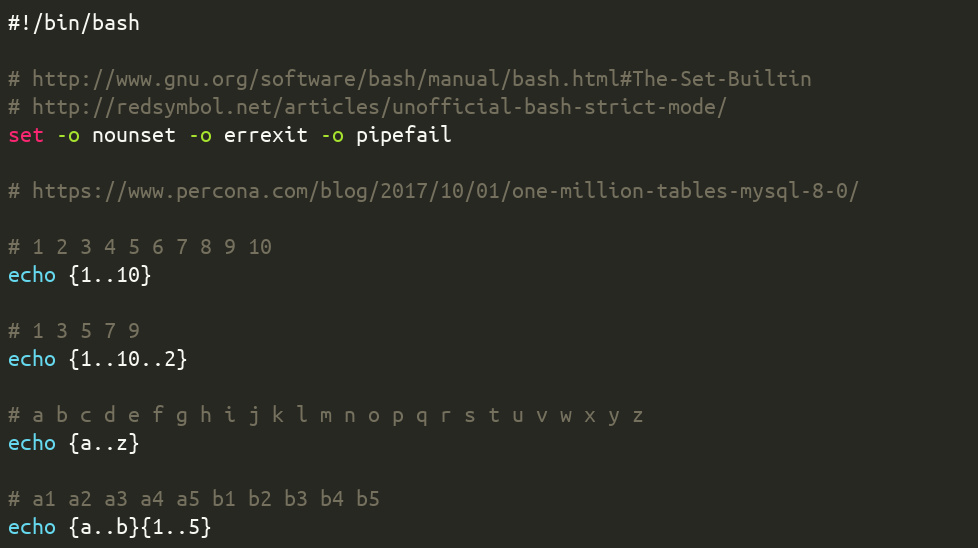 #!/bin/bash
# http://www.gnu.org/software/bash/manual/bash.html#The-Set-Builtin
# http://redsymbol.net/articles/unofficial-bash-strict-mode/
set -o nounset -o errexit -o pipefail
# https://www.percona.com/blog/2017/10/01/one-million-tables-mysql-8-0/
# 1 2 3 4 5 6 7 8 9 10
echo {1..10}
# 1 3 5 7 9
echo {1..10..2}
# a b c d e f g h i j k l m n o p q r s t u v w x y z
echo {a..z}
# a1 a2 a3 a4 a5 b1 b2 b3 b4 b5
echo {a..b}{1..5}